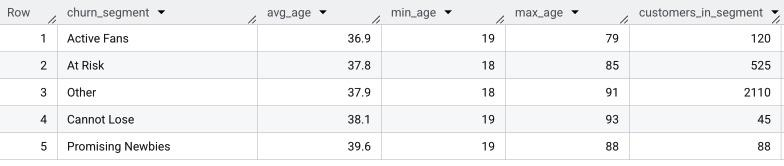 Row churn_segment avg_age min_age max_age customers_in_segment
1 Active Fans 36.9 19 79 120
2 At Risk 37.8 18 85 525
3 Other 37.9 18 91 2110
4 Cannot Lose 38.1 19 93 45
5 Promising Newbies 39.6 19 88 88